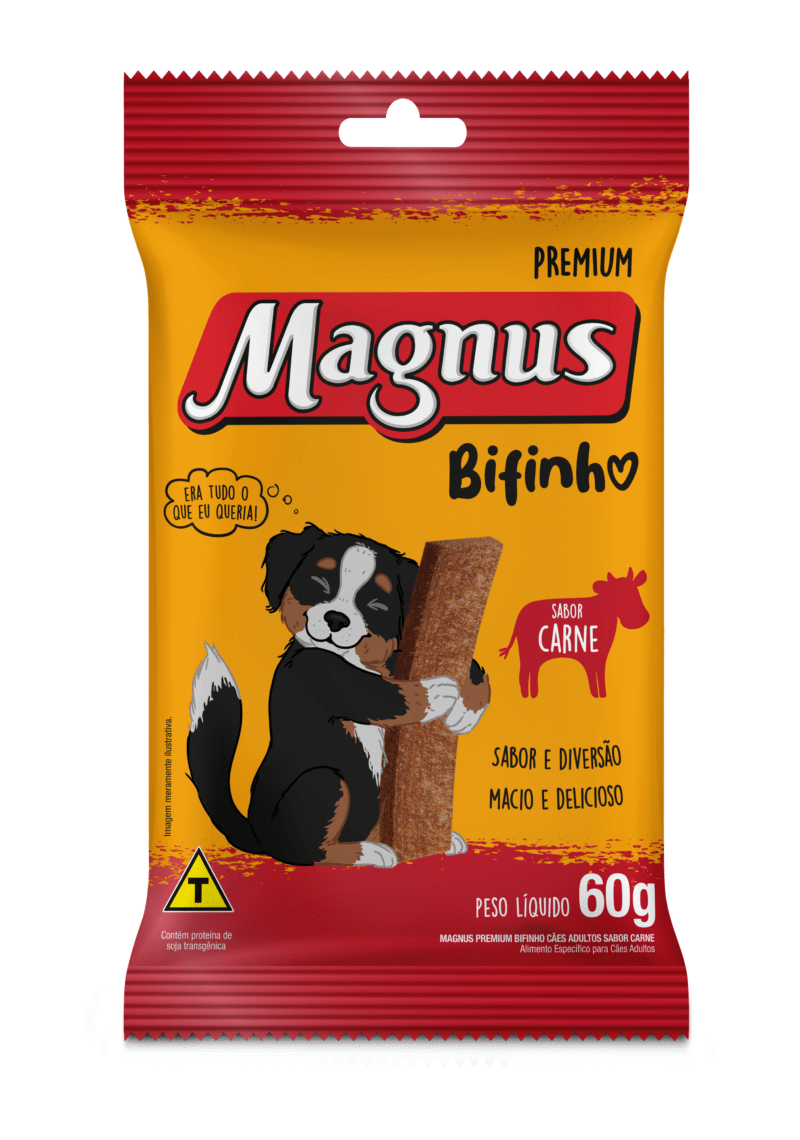 PREMIUM
Magnus
Bifinho
ERA TUDO O
QUE EU QUERIA!
SABOR
CARNE
SABOR E DIVERSÃO
MACIO E DELICIOSO
Imagem meramente ilustrativa.
T
Contém proteína de
soja transgênica
PESO LÍQUIDO 60g
MAGNUS PREMIUM BIFINHO CÃES ADULTOS SABOR CARNE
Alimento Específico para Cães Adultos